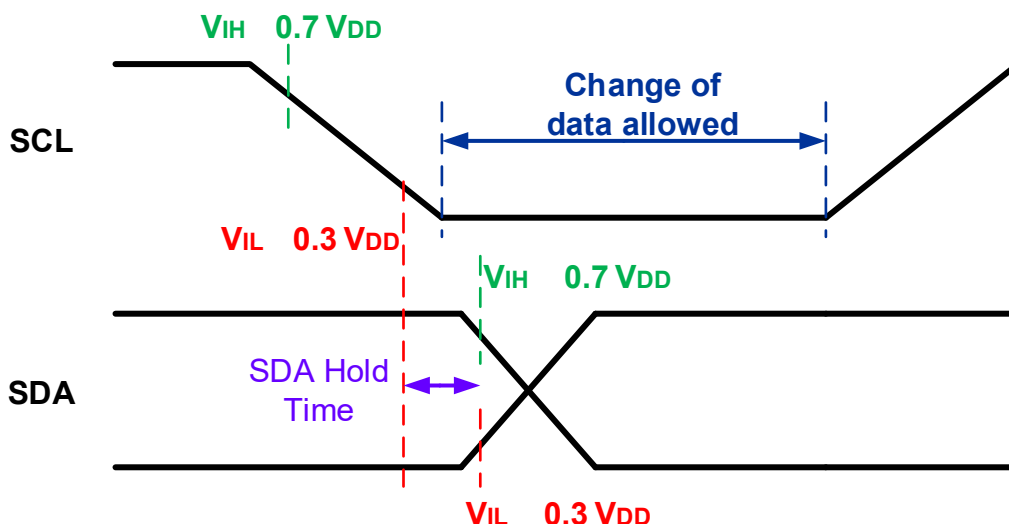 VIH 0.7 VDD
Change of
data allowed
SCL
VIL 0.3 VDD
VIH 0.7 VDD
SDA Hold
Time
SDA
VIL 0.3 VDD